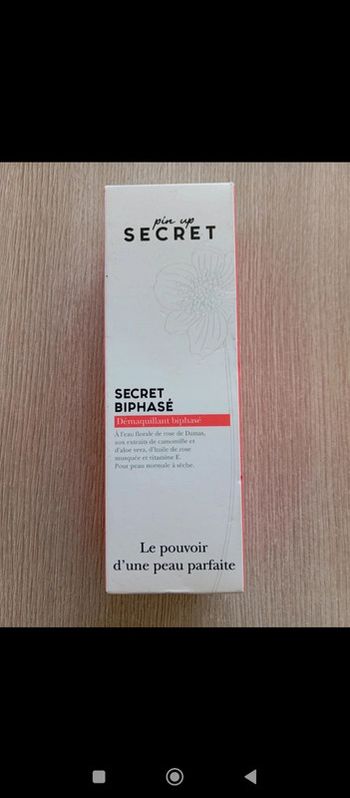 pin up
SECRET
SECRET
BIPHASÉ
Démaquillant biphasé
À l'eau florale de rose de Damas,
aux extraits de camomille et
d'aloe vera, d'huile de rose
musquée et vitamine E.
Pour peau normale à sèche.
Le pouvoir
d'une peau parfaite